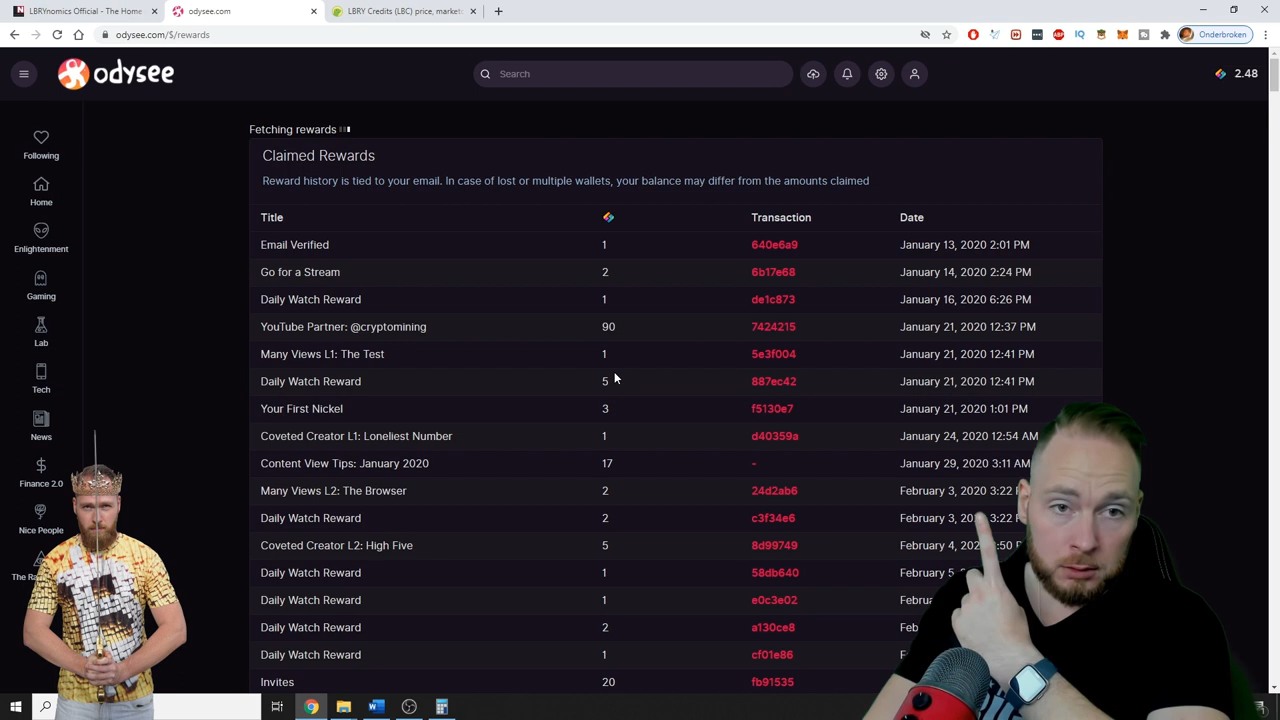 LBRYnomics Official - The Home
odysee.com
LBRY Credits (LBC) price, market
odysee.com/$/rewards
ABP
IQ
Onderbroken
odysee
Search
2.48
Following
Home
Enlightenment
Gaming
Lab
Tech
News
Finance 2.0
Nice People
Fetching rewards
Claimed Rewards
Reward history is tied to your email. In case of lost or multiple wallets, your balance may differ from the amounts claimed
Title Transaction Date
Email Verified 1 640e6a9 January 13, 2020 2:01 PM
Go for a Stream 2 6b17e68 January 14, 2020 2:24 PM
Daily Watch Reward 1 de1c873 January 16, 2020 6:26 PM
YouTube Partner: @cryptomining 90 7424215 January 21, 2020 12:37 PM
Many Views L1: The Test 1 5e3f004 January 21, 2020 12:41 PM
Daily Watch Reward 5 887ec42 January 21, 2020 12:41 PM
Your First Nickel 3 f5130e7 January 21, 2020 1:01 PM
Coveted Creator L1: Loneliest Number 1 d40359a January 24, 2020 12:54 AM
Content View Tips: January 2020 17 - January 29, 2020 3:11 AM
Many Views L2: The Browser 2 24d2ab6 February 3, 2020 3:22
Daily Watch Reward 2 c3f34e6 February 3, 3:22
Coveted Creator L2: High Five 5 8d99749 February 4,
Daily Watch Reward 1 58db640 February 5,
Daily Watch Reward 1 e0c3e02
Daily Watch Reward 2 a130ce8
Daily Watch Reward 1 cf01e86
Invites 20 fb91535